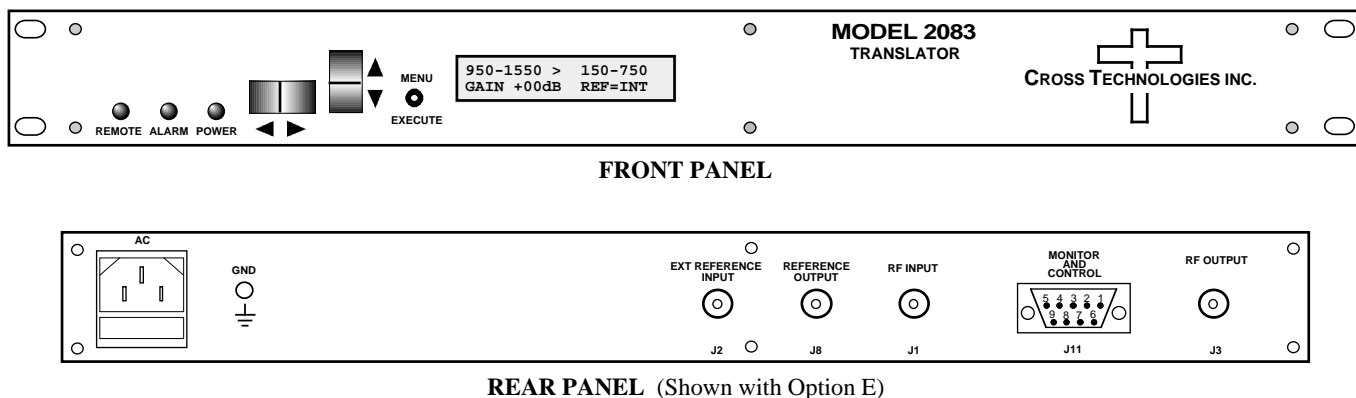 MODEL 2083
TRANSLATOR
CROSS TECHNOLOGIES INC.
950-1550 > 150-750
GAIN +00dB REF=INT
MENU
EXECUTE
REMOTE ALARM POWER
FRONT PANEL
AC
GND
EXT REFERENCE
INPUT
J2
REFERENCE
OUTPUT
J8
RF INPUT
J1
MONITOR
AND
CONTROL
5 4 3 2 1
9 8 7 6
J11
RF OUTPUT
J3
REAR PANEL (Shown with Option E)